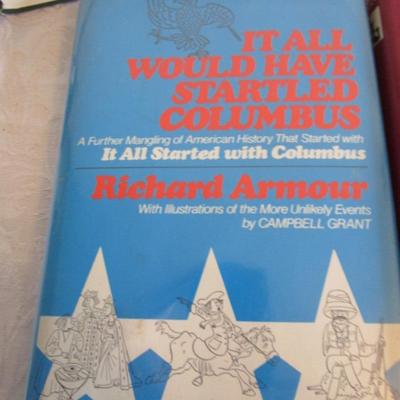 IT ALL
WOULD HAVE
STARTLED
COLUMBUS
A Further Mangling of American History That Started with
It All Started with Columbus
Richard Armour
With Illustrations of the More Unlikely Events
by CAMPBELL GRANT